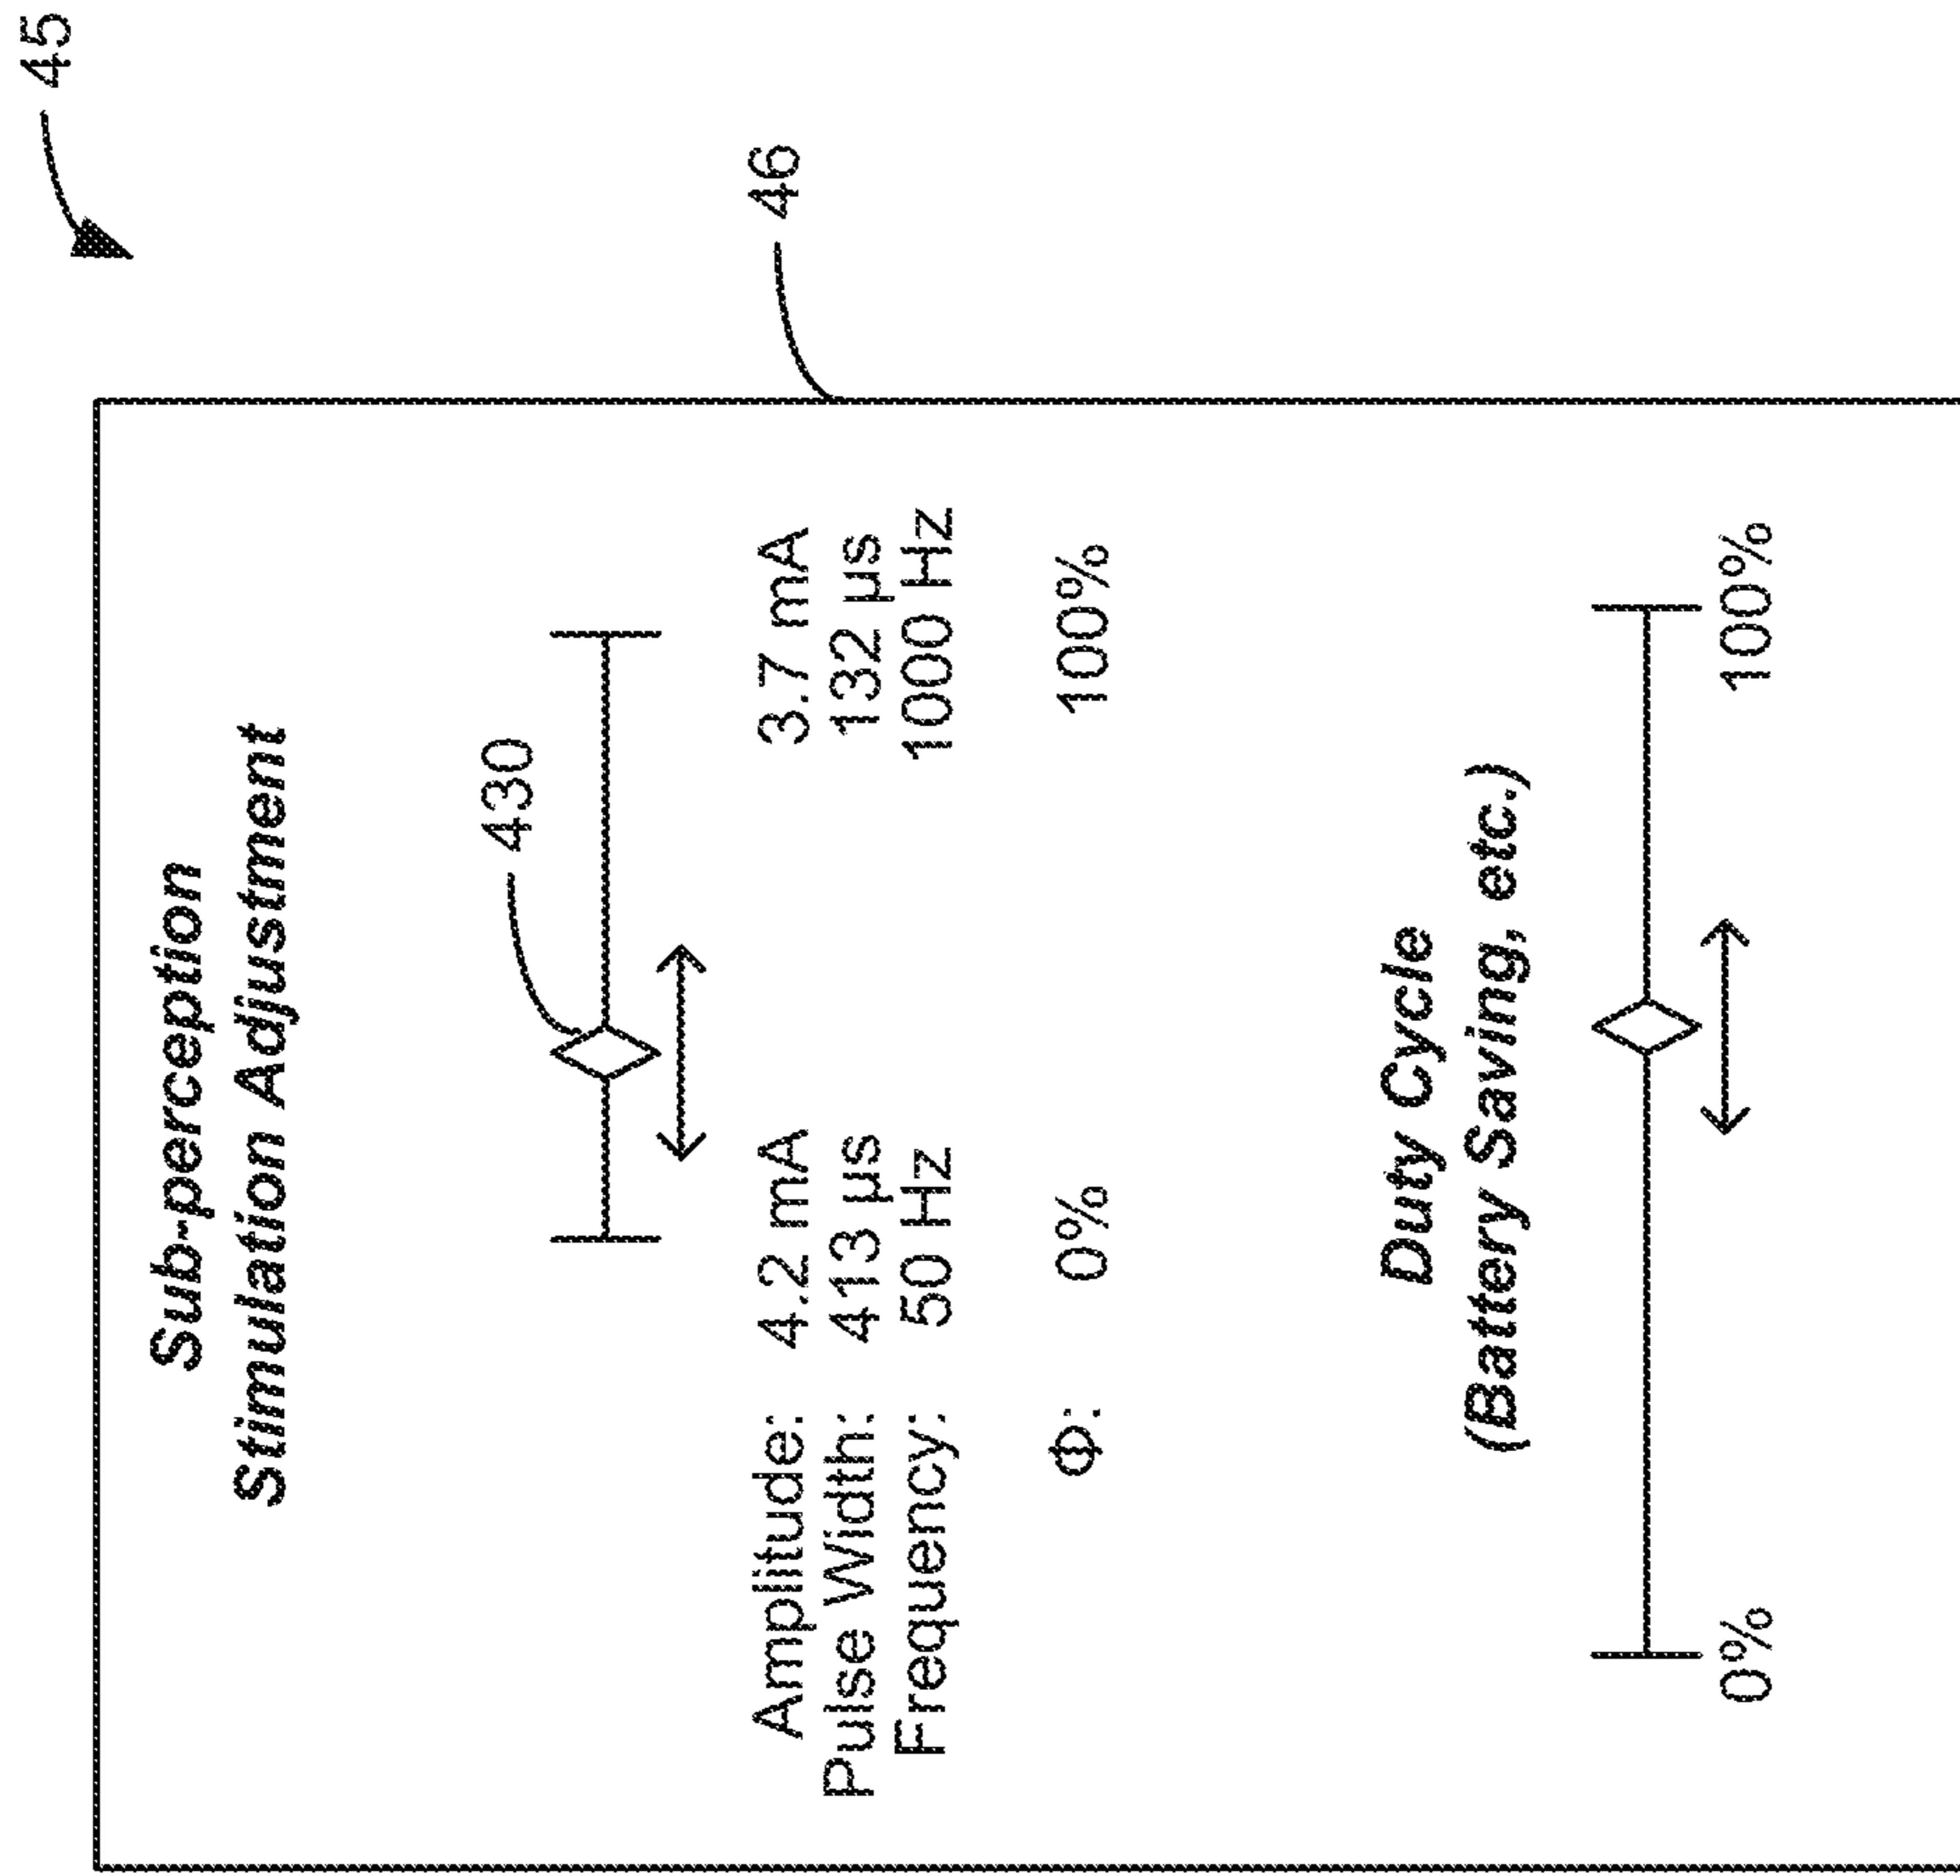 45
46
Sub-perception
Stimulation Adjustment
430
Amplitude: 4.2 mA 3.7 mA
Pulse Width: 413 µs 132 µs
Frequency: 50 Hz 1000 Hz
Φ: 0% 100%
Duty Cycle
(Battery Saving, etc.)
0% 100%